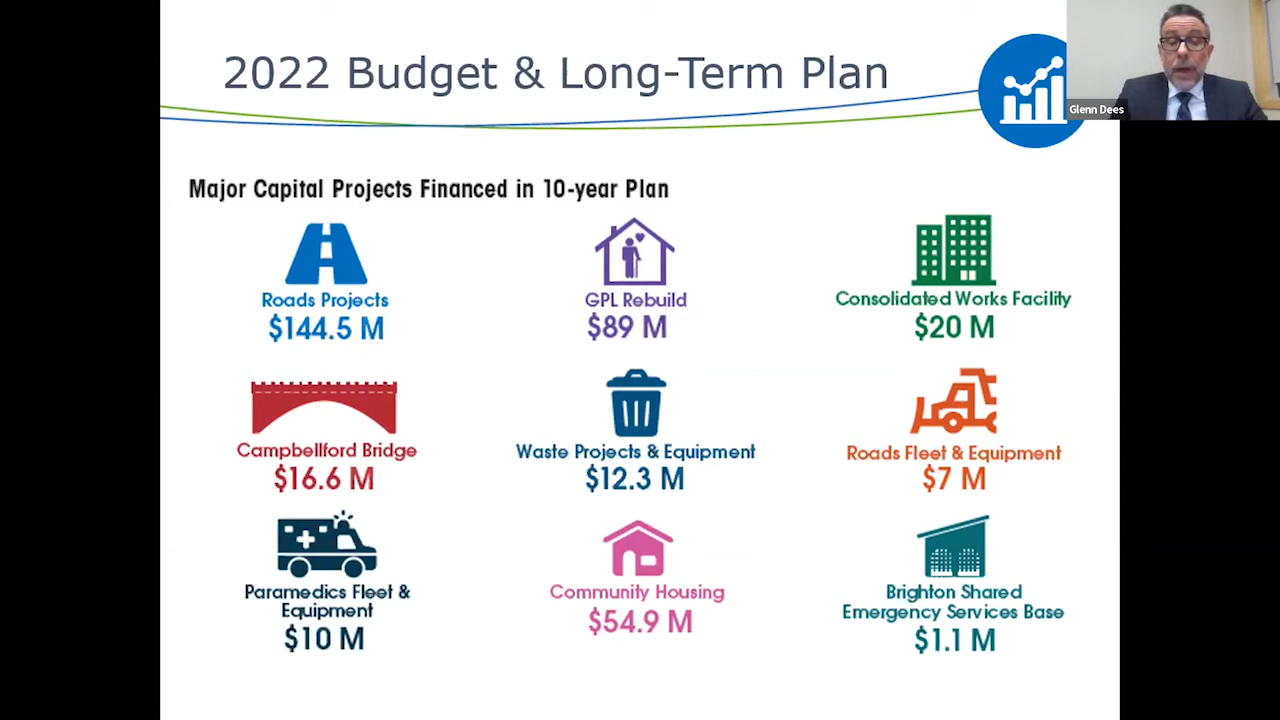 2022 Budget & Long-Term Plan
Glenn Dees
Major Capital Projects Financed in 10-year Plan
Roads Projects
$144.5 M
GPL Rebuild
$89 M
Consolidated Works Facility
$20 M
Campbellford Bridge
$16.6 M
Waste Projects & Equipment
$12.3 M
Roads Fleet & Equipment
$7 M
Paramedics Fleet &
Equipment
$10 M
Community Housing
$54.9 M
Brighton Shared
Emergency Services Base
$1.1 M